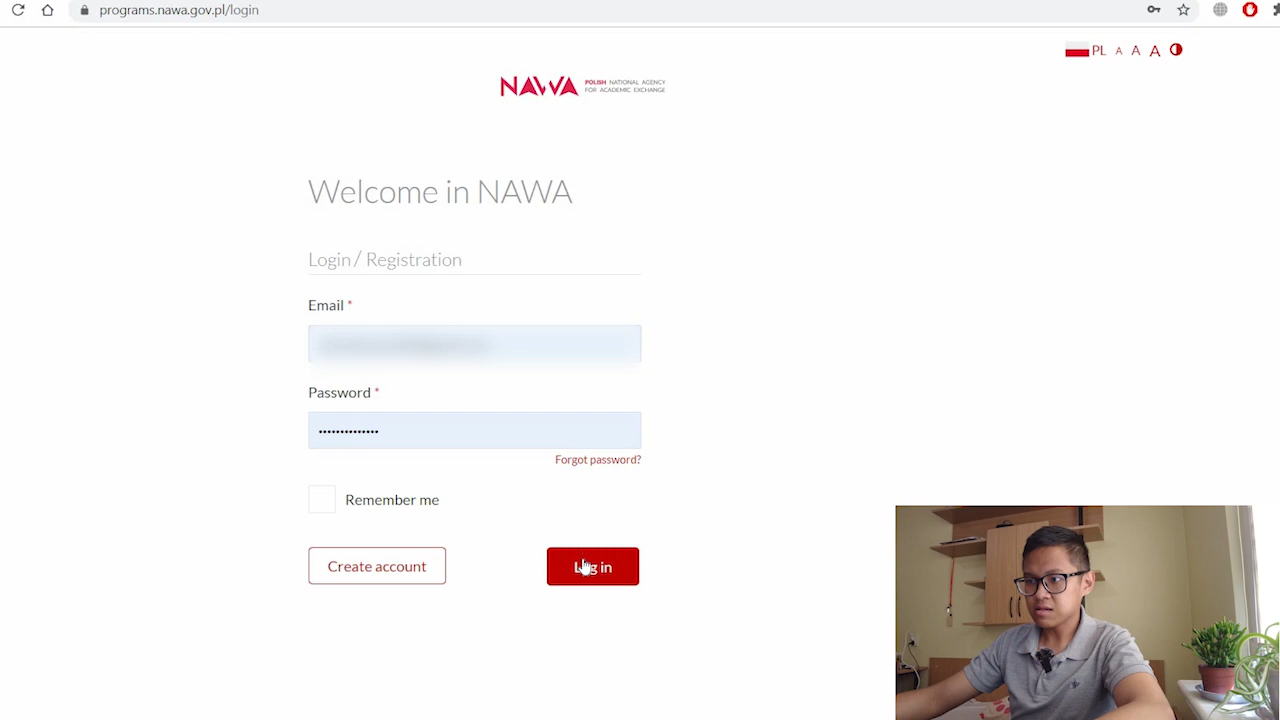 programs.nawa.gov.pl/login
PL A A A
NAWA POLISH NATIONAL AGENCY
FOR ACADEMIC EXCHANGE
Welcome in NAWA
Login / Registration
Email *
Password *
••••••••••••••
Forgot password?
Remember me
Create account
Log in